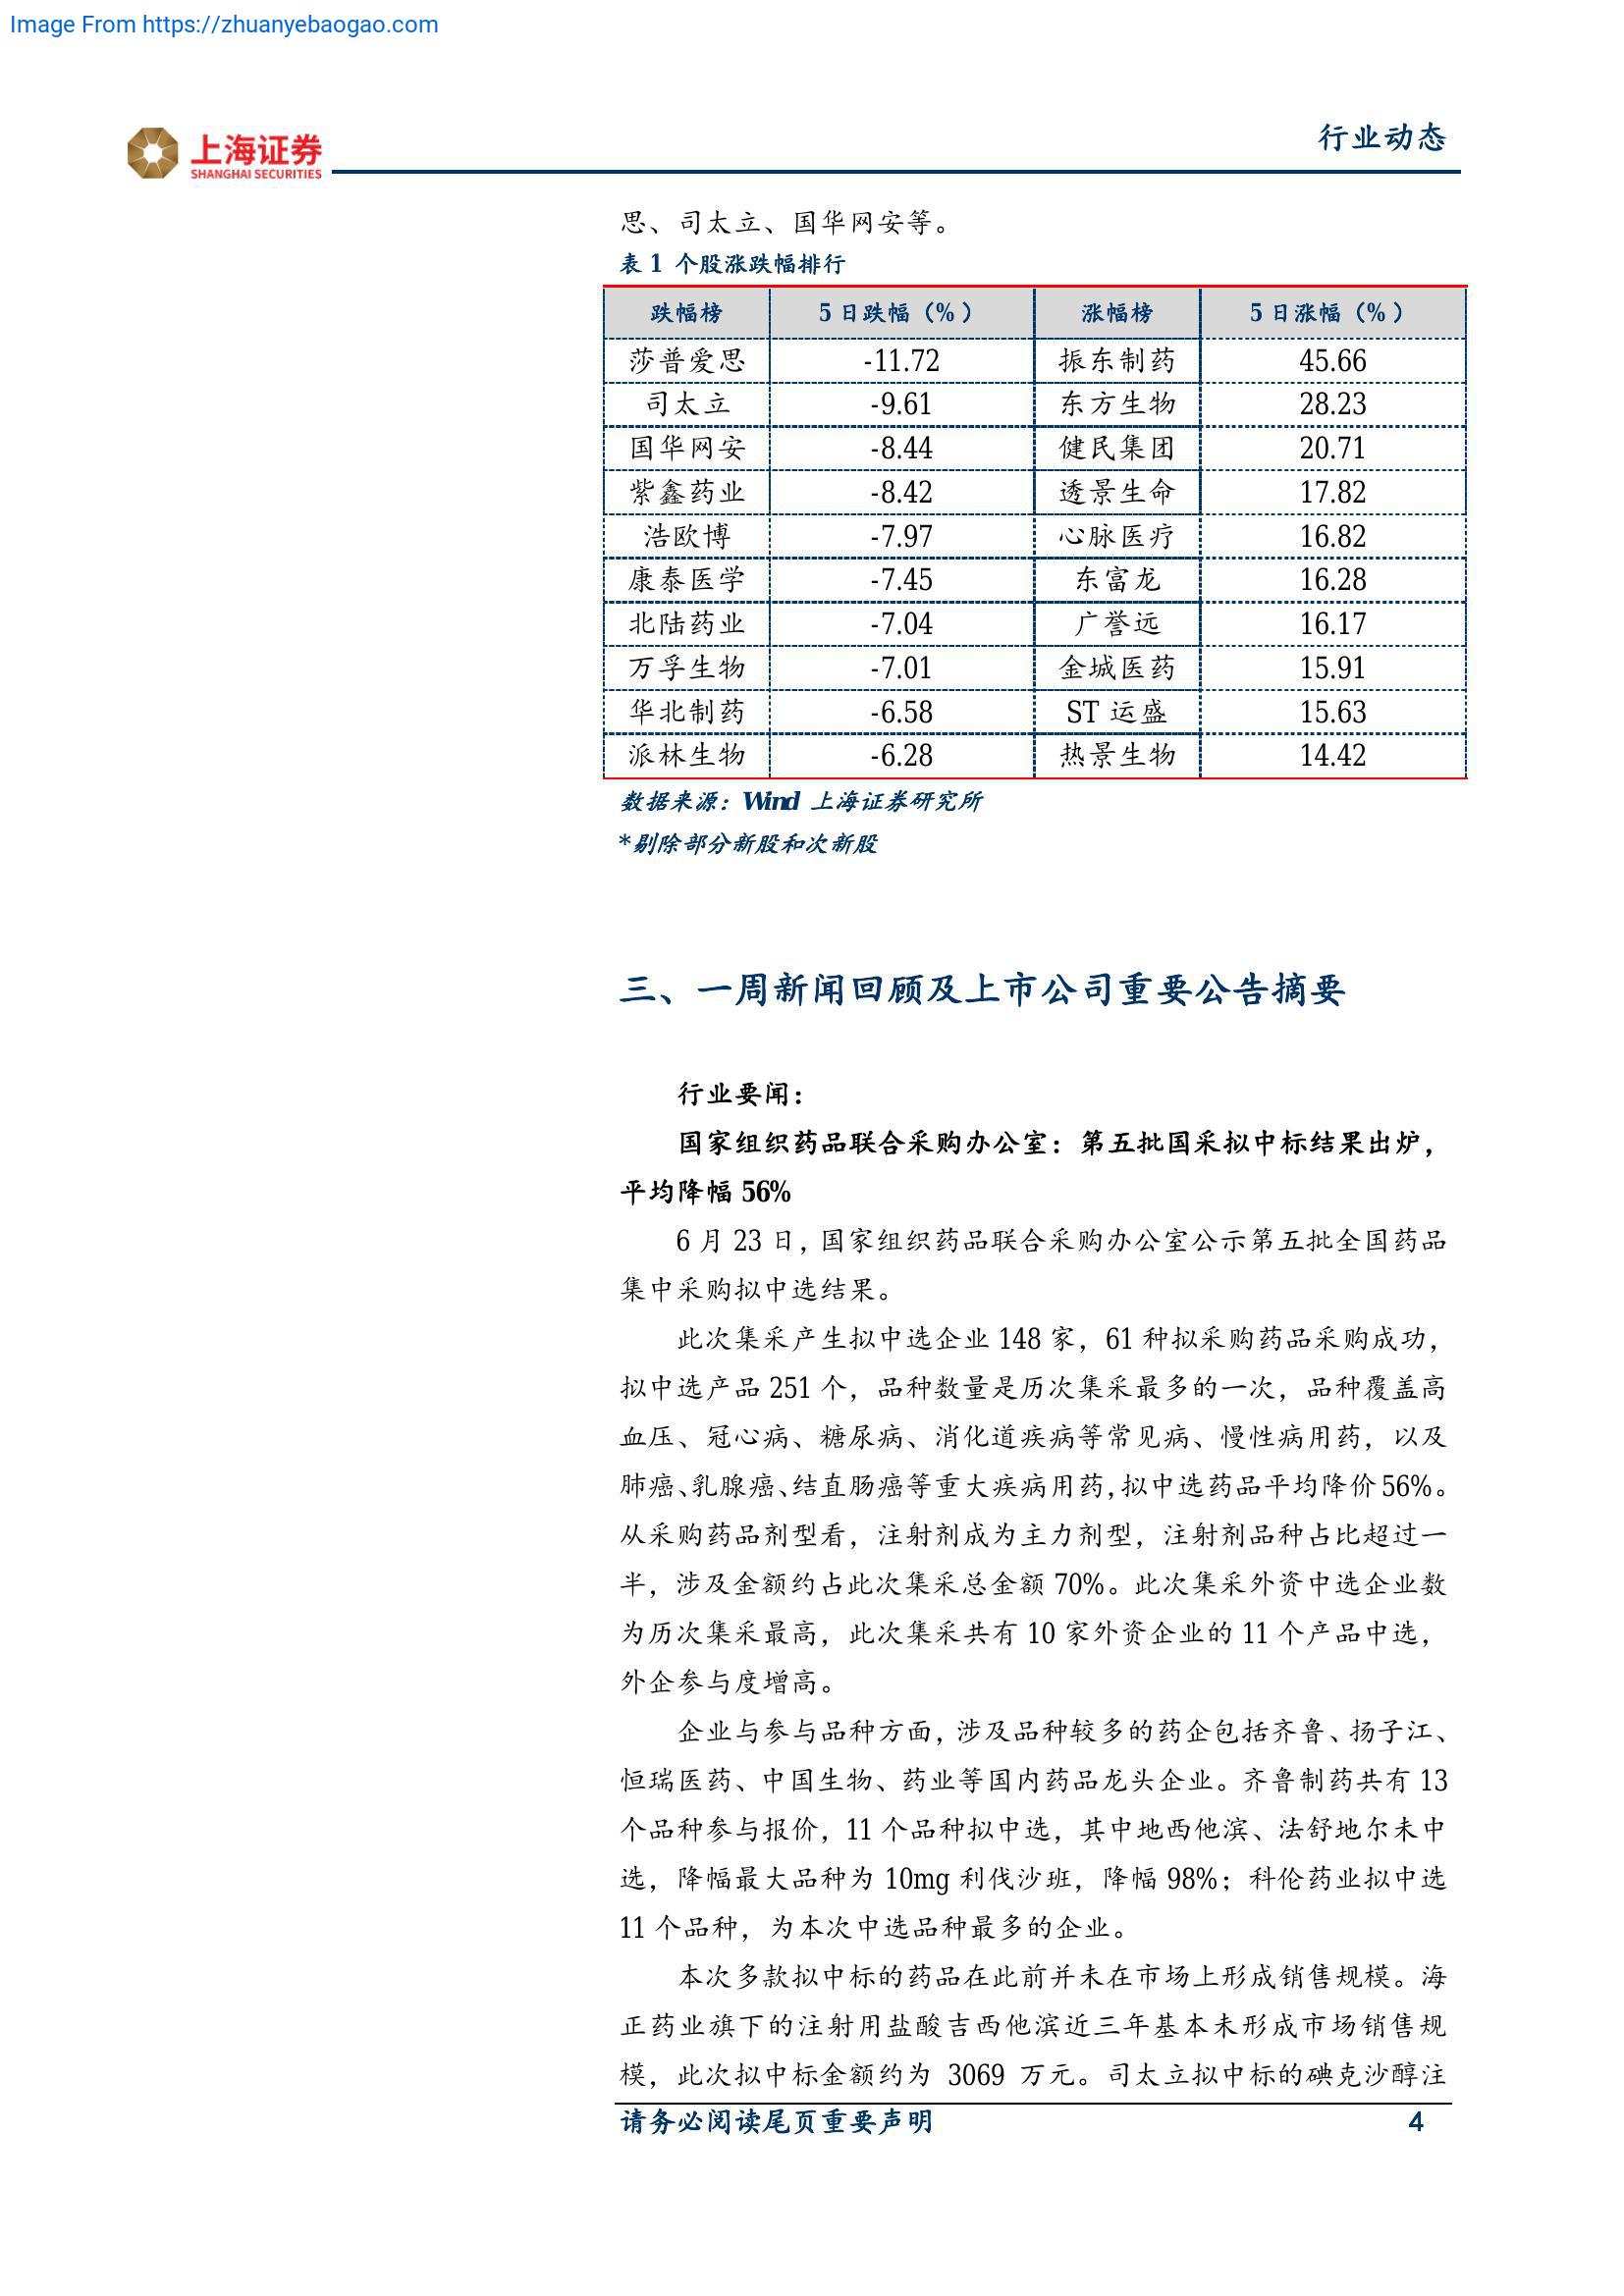 Image From https://zhuanyebaogao.com
上海证券
SHANGHAI SECURITIES
行业动态
思、司太立、国华网安等。
表 1 个股涨跌幅排行
跌幅榜 5 日跌幅（%） 涨幅榜 5 日涨幅（%）
莎普爱思 -11.72 振东制药 45.66
司太立 -9.61 东方生物 28.23
国华网安 -8.44 健民集团 20.71
紫鑫药业 -8.42 透景生命 17.82
浩欧博 -7.97 心脉医疗 16.82
康泰医学 -7.45 东富龙 16.28
北陆药业 -7.04 广誉远 16.17
万孚生物 -7.01 金城医药 15.91
华北制药 -6.58 ST 运盛 15.63
派林生物 -6.28 热景生物 14.42
数据来源：Wind 上海证券研究所
*剔除部分新股和次新股
三、一周新闻回顾及上市公司重要公告摘要
行业要闻：
国家组织药品联合采购办公室：第五批国采拟中标结果出炉，
平均降幅 56%
6 月 23 日，国家组织药品联合采购办公室公示第五批全国药品
集中采购拟中选结果。
此次集采产生拟中选企业 148 家，61 种拟采购药品采购成功，
拟中选产品 251 个，品种数量是历次集采最多的一次，品种覆盖高
血压、冠心病、糖尿病、消化道疾病等常见病、慢性病用药，以及
肺癌、乳腺癌、结直肠癌等重大疾病用药，拟中选药品平均降价 56%。
从采购药品剂型看，注射剂成为主力剂型，注射剂品种占比超过一
半，涉及金额约占此次集采总金额 70%。此次集采外资中选企业数
为历次集采最高，此次集采共有 10 家外资企业的 11 个产品中选，
外企参与度增高。
企业与参与品种方面，涉及品种较多的药企包括齐鲁、扬子江、
恒瑞医药、中国生物、药业等国内药品龙头企业。齐鲁制药共有 13
个品种参与报价，11 个品种拟中选，其中地西他滨、法舒地尔未中
选，降幅最大品种为 10mg 利伐沙班，降幅 98%；科伦药业拟中选
11 个品种，为本次中选品种最多的企业。
本次多款拟中标的药品在此前并未在市场上形成销售规模。海
正药业旗下的注射用盐酸吉西他滨近三年基本未形成市场销售规
模，此次拟中标金额约为 3069 万元。司太立拟中标的碘克沙醇注
请务必阅读尾页重要声明 4